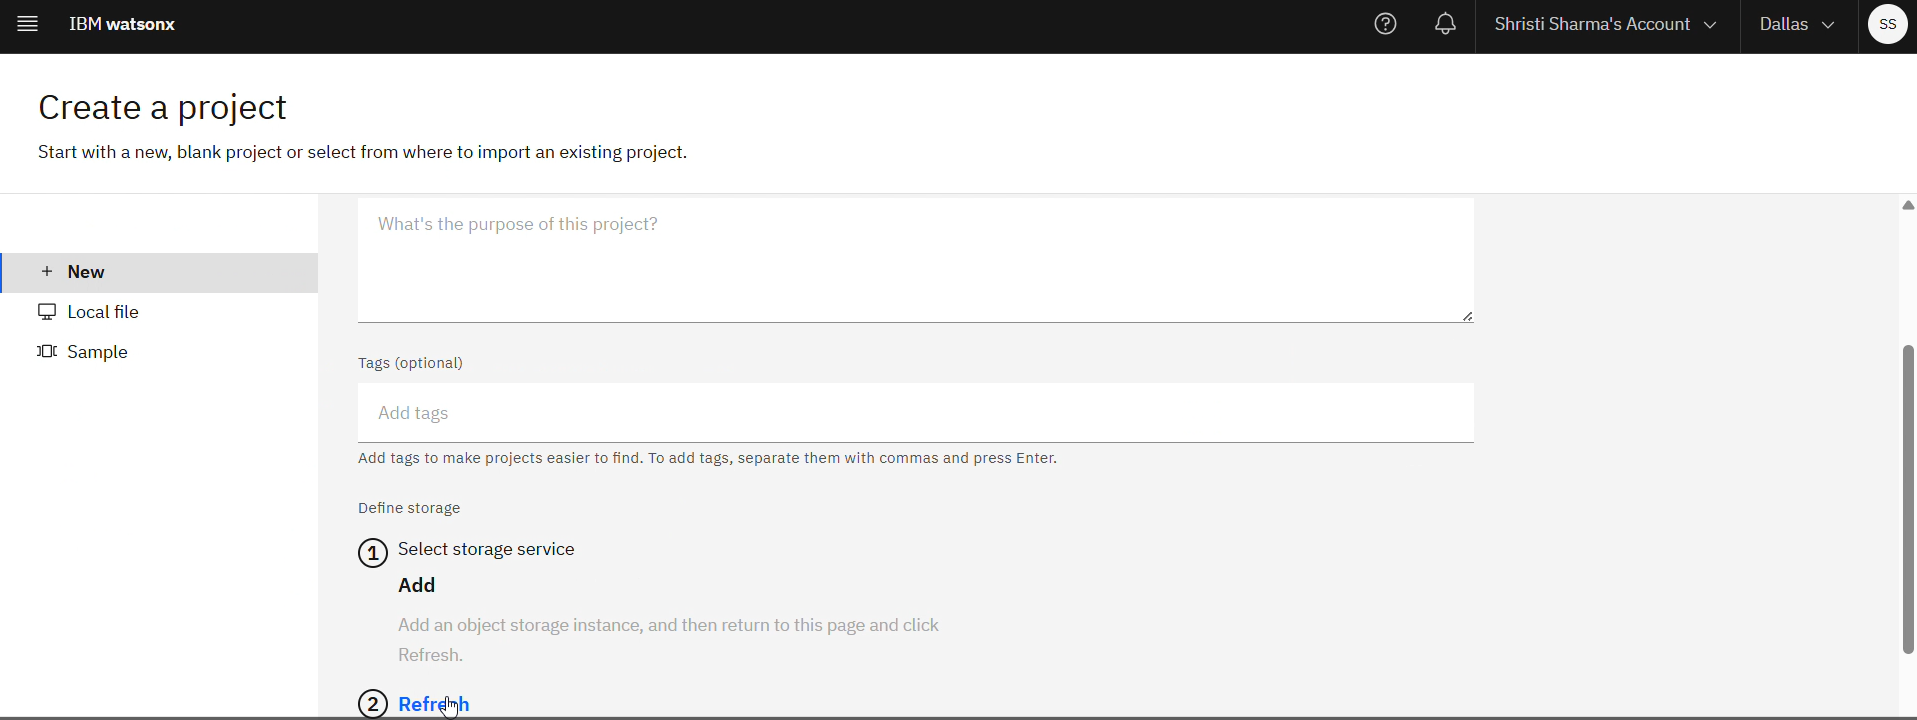 IBM watsonx
Shristi Sharma's Account
Dallas
SS
Create a project
Start with a new, blank project or select from where to import an existing project.
+ New
Local file
Sample
What's the purpose of this project?
Tags (optional)
Add tags
Add tags to make projects easier to find. To add tags, separate them with commas and press Enter.
Define storage
1 Select storage service
Add
Add an object storage instance, and then return to this page and click
Refresh.
2 Refresh